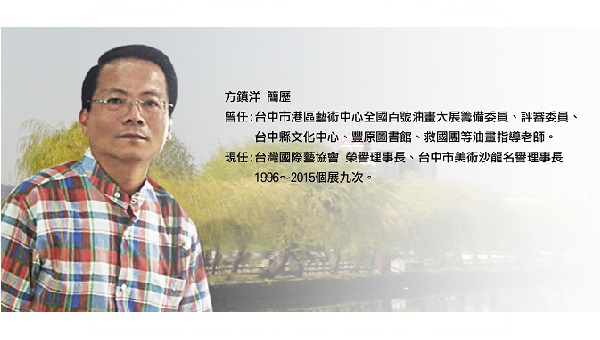 方鎮洋 簡歷
曾任:台中市港區藝術中心全國百號油畫大展籌備委員、評審委員、
台中縣文化中心、豐原圖書館、救國團等油畫指導老師。
現任:台灣國際藝協會 榮譽理事長、台中市美術沙龍名譽理事長
1996~2015個展九次。